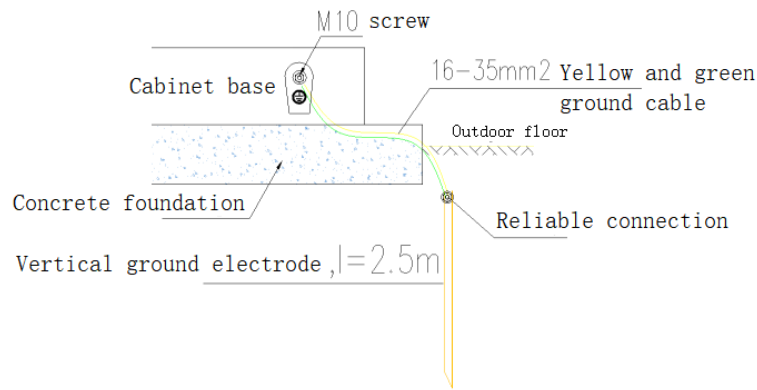 M10 screw
16-35mm2 Yellow and green
ground cable
Cabinet base
Outdoor floor
Concrete foundation
Reliable connection
Vertical ground electrode,l=2.5m